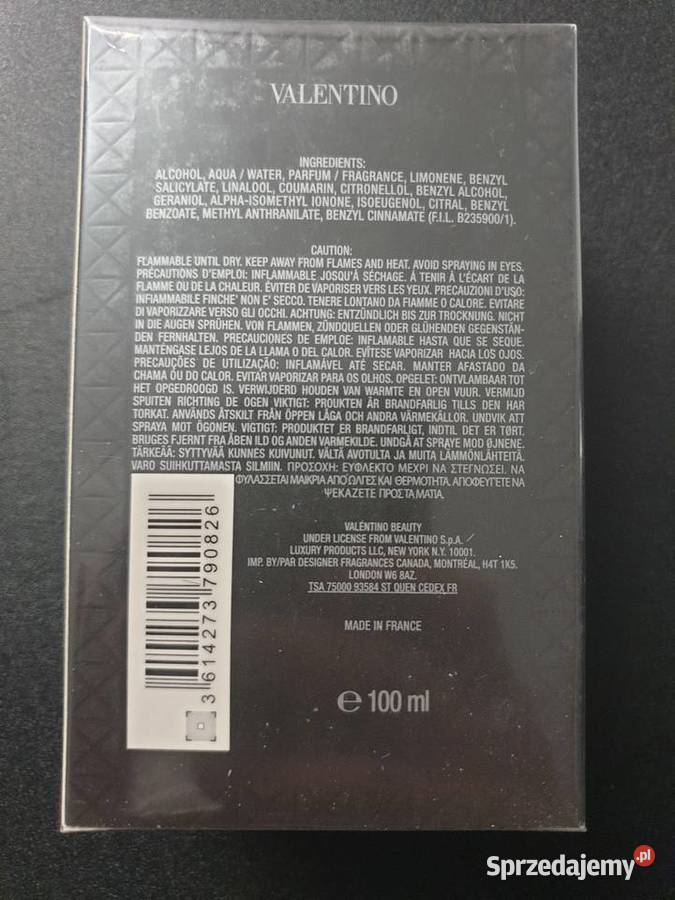 VALENTINO
INGREDIENTS:
ALCOHOL, AQUA / WATER, PARFUM / FRAGRANCE, LIMONENE, BENZYL
SALICYLATE, LINALOOL, COUMARIN, CITRONELLOL, BENZYL ALCOHOL,
GERANIOL, ALPHA-ISOMETHYL IONONE, ISOEUGENOL, CITRAL, BENZYL
BENZOATE, METHYL ANTHRANILATE, BENZYL CINNAMATE (F.I.L. B235900/1).
CAUTION:
FLAMMABLE UNTIL DRY. KEEP AWAY FROM FLAMES AND HEAT. AVOID SPRAYING IN EYES.
PRÉCAUTIONS D'EMPLOI: INFLAMMABLE JOSQU'À SÉCHAGE. À TENIR À L'ÉCART DE LA
FLAMME OU DE LA CHALEUR. ÉVITER DE VAPORISER VERS LES YEUX. PRECAUZIONI D'USO:
INFIAMMABILE FINCHE' NON E' SECCO. TENERE LONTANO DA FIAMME O CALORE. EVITARE
DI VAPORIZZARE VERSO GLI OCCHI. ACHTUNG: ENTZÜNDLICH BIS ZUR TROCKNUNG. NICHT
IN DIE AUGEN SPRÜHEN. VON FLAMMEN, ZÜNDQUELLEN ODER GLÜHENDEN GEGENSTÄN-
DEN FERNHALTEN. PRECAUCIONES DE EMPLOE: INFLAMABLE HASTA QUE SE SEQUE.
MANTÉNGASE LEJOS DE LA LLAMA O DEL CALOR. EVÍTESE VAPORIZAR HACIA LOS OJOS.
PRECAUÇÕES DE UTILIZAÇÃO: INFLAMÁVEL ATÉ SECAR. MANTER AFASTADO DA
CHAMA OU DO CALOR. EVITAR VAPORIZAR PARA OS OLHOS. OPGELET: ONTVLAMBAAR TOT
HET OPGEDROOGD IS. VERWIJDERD HOUDEN VAN WARMTE EN OPEN VUUR. VERMIJD
SPUITEN RICHTING DE OGEN VIKTIGT: PROUKTEN ÄR BRANDFARLIG TILLS DEN HAR
TORKAT. ANVÄNDS ÅTSKILT FRÅN ÖPPEN LÅGA OCH ANDRA VÄRMEKÄLLOR. UNDVIK ATT
SPRAYA MOT ÖGONEN. VIGTIGT: PRODUKTET ER BRANDFARLIGT, INDTIL DET ER TØRT.
BRUGES FJERNT FRA ÅBEN ILD OG ANDEN VARMEKILDE. UNDGÅ AT SPRAYE MOD ØJNENE.
TÄRKEÄÄ: SYTTYVÄÄ KUNNES KUIVUNUT. VÄLTÄ AVOTULTA JA MUITA LÄMMÖNLÄHTEITÄ.
VARO SUIHKUTTAMASTA SILMIIN. ΠΡΟΣΟΧΗ: ΕΥΦΛΕΚΤΟ ΜΕΧΡΙ ΝΑ ΣΤΕΓΝΩΣΕΙ. ΝΑ
ΦΥΛΑΣΣΕΤΑΙ ΜΑΚΡΙΑ ΑΠΟ ΦΛΟΓΕΣ ΚΑΙ ΘΕΡΜΟΤΗΤΑ. ΑΠΟΦΕΥΓΕΤΕ ΝΑ
ΨΕΚΑΖΕΤΕ ΠΡΟΣ ΤΑ ΜΑΤΙΑ.
VALENTINO BEAUTY
UNDER LICENSE FROM VALENTINO S.p.A.
LUXURY PRODUCTS LLC, NEW YORK N.Y. 10001.
IMP. BY/PAR DESIGNER FRAGRANCES CANADA, MONTRÉAL, H4T 1K5.
LONDON W6 8AZ.
TSA 75000 93584 ST OUEN CEDEX FR
MADE IN FRANCE
℮ 100 ml
3 614273 790826
Sprzedajemy.pl